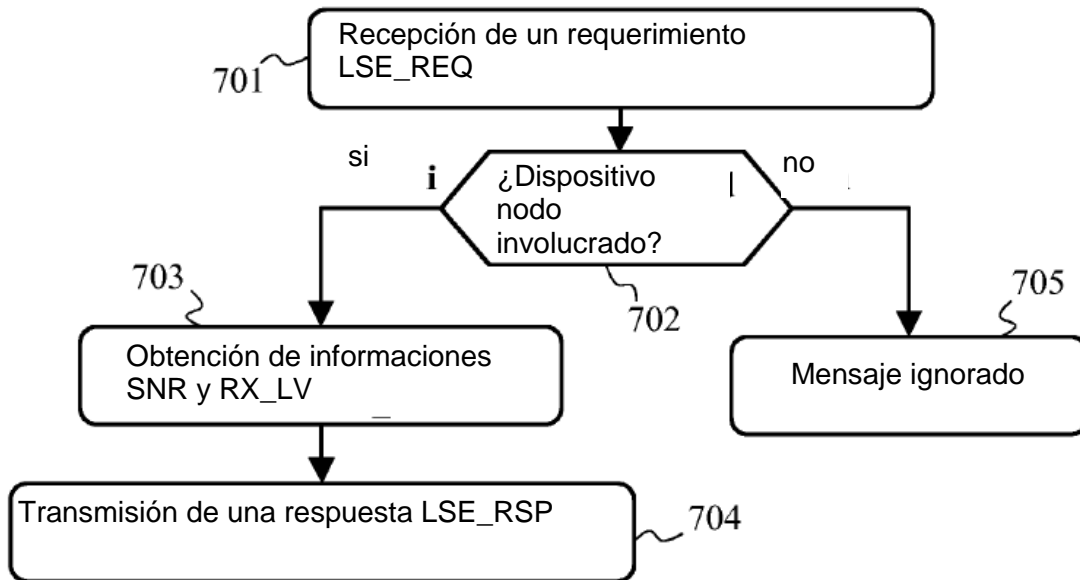 Recepción de un requerimiento
LSE_REQ
701
si
i
¿Dispositivo
nodo
involucrado?
no
702
703
Obtención de informaciones
SNR y RX_LV
705
Mensaje ignorado
Transmisión de una respuesta LSE_RSP
704